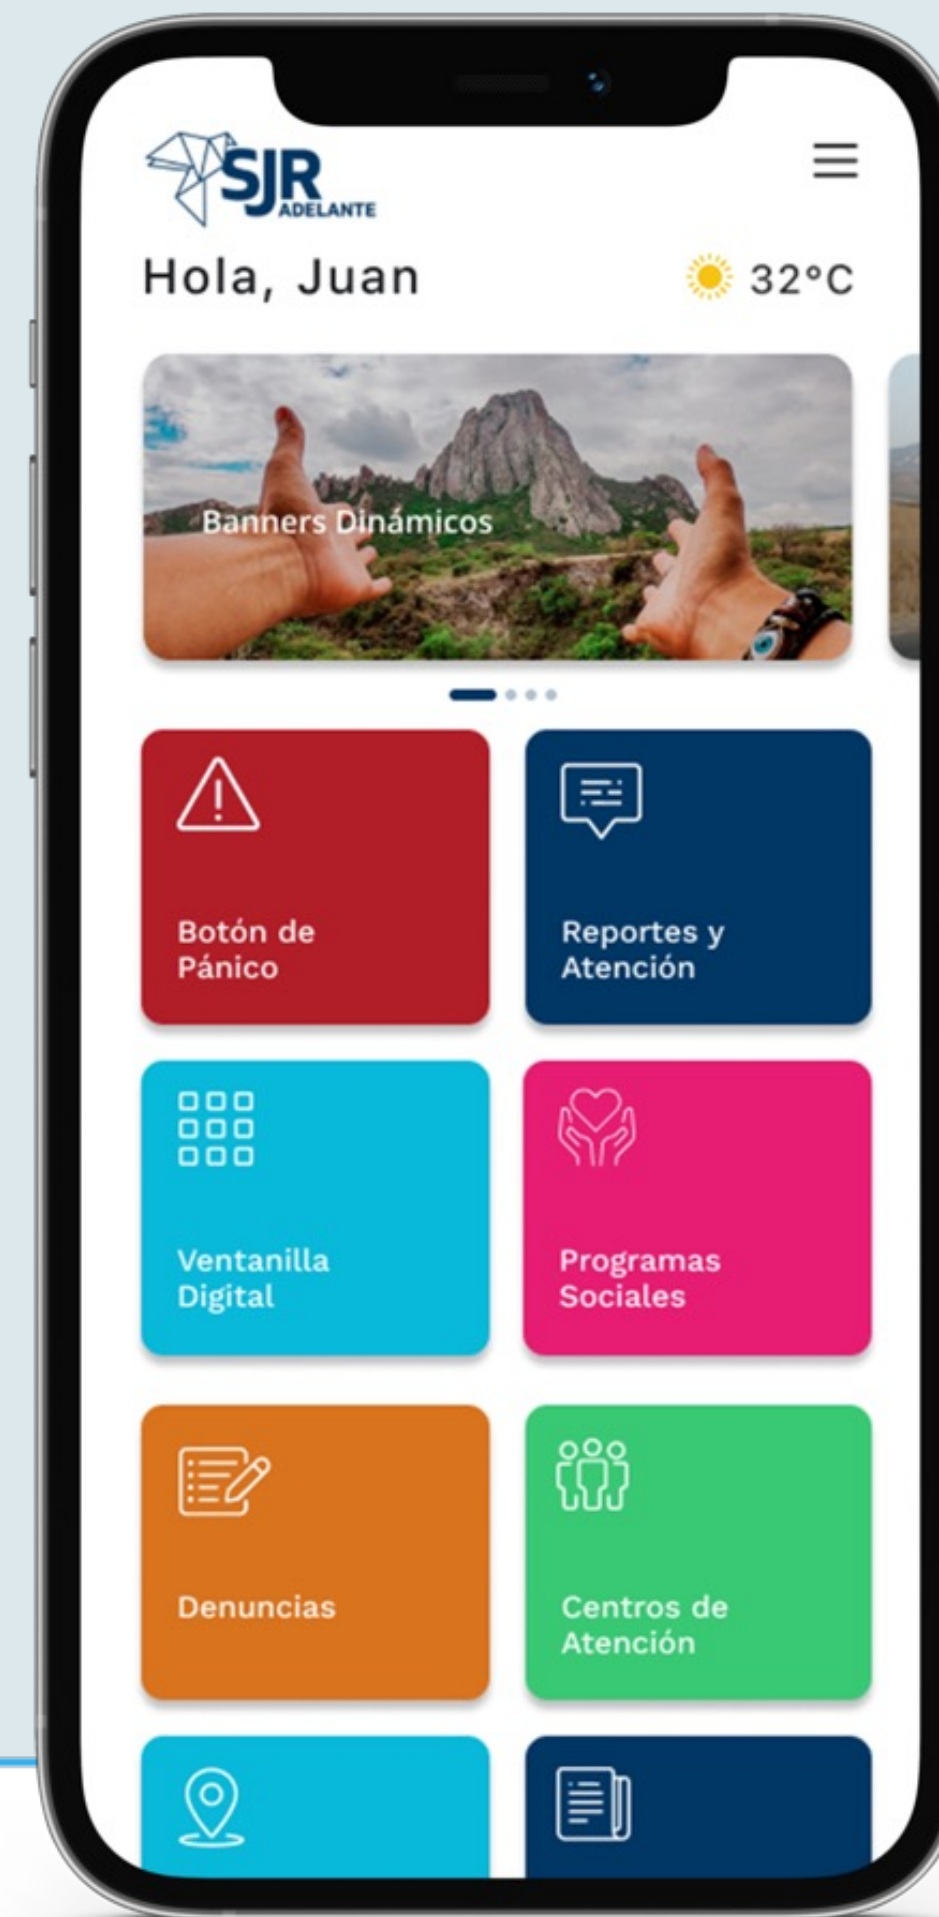 SJR
ADELANTE
Hola, Juan
32°C
Banners Dinámicos
Botón de
Pánico
Reportes y
Atención
Ventanilla
Digital
Programas
Sociales
Denuncias
Centros de
Atención